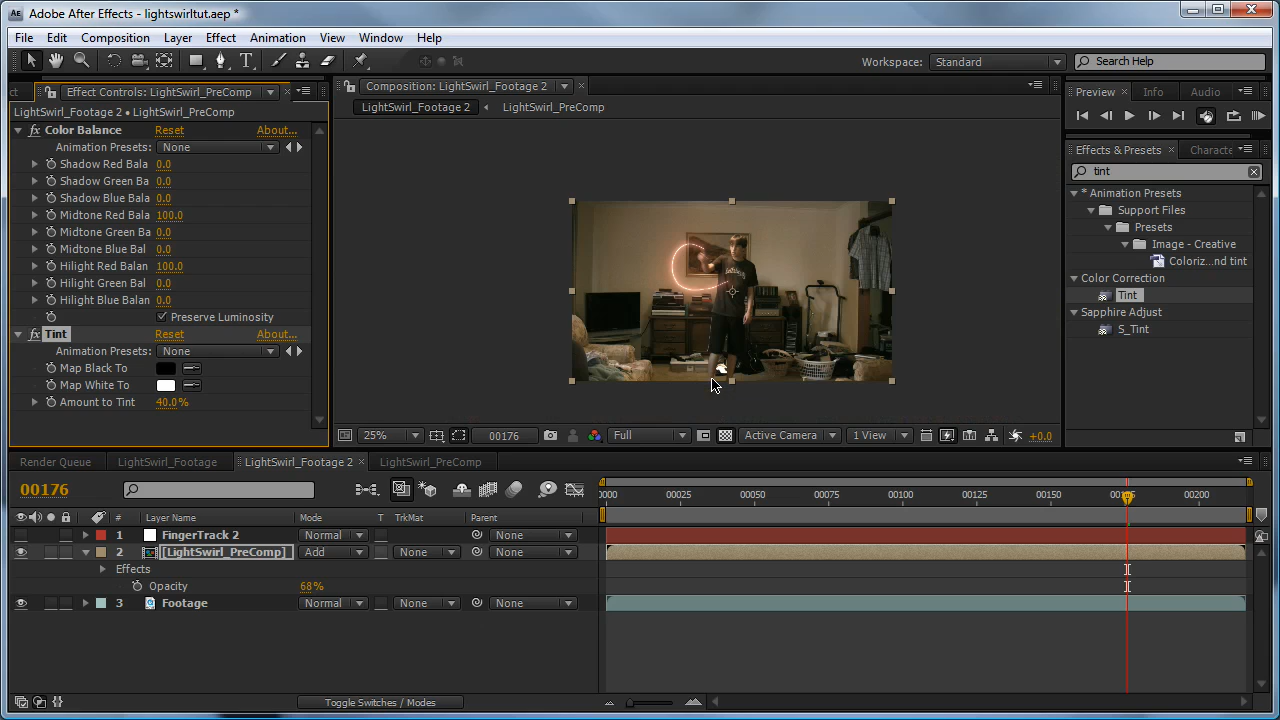 Adobe After Effects - lightswirltut.aep *
File Edit Composition Layer Effect Animation View Window Help
Workspace: Standard Search Help
Effect Controls: LightSwirl_PreComp
LightSwirl_Footage 2 • LightSwirl_PreComp
Color Balance Reset About...
Animation Presets: None
Shadow Red Bala 0.0
Shadow Green Ba 0.0
Shadow Blue Bala 0.0
Midtone Red Bala 100.0
Midtone Green Ba 0.0
Midtone Blue Bal 0.0
Hilight Red Balan 100.0
Hilight Green Bal 0.0
Hilight Blue Balan 0.0
Preserve Luminosity
Tint Reset About...
Animation Presets: None
Map Black To
Map White To
Amount to Tint 40.0%
Composition: LightSwirl_Footage 2
LightSwirl_Footage 2 LightSwirl_PreComp
25% 00176 Full Active Camera 1 View +0.0
Preview Info Audio
Effects & Presets Characte
tint
* Animation Presets
Support Files
Presets
Image - Creative
Coloriz...nd tint
Color Correction
Tint
Sapphire Adjust
S_Tint
Render Queue LightSwirl_Footage LightSwirl_Footage 2 LightSwirl_PreComp
00176
0000 00025 00050 00075 00100 00125 00150 00175 00200
# Layer Name Mode T TrkMat Parent
1 FingerTrack 2 Normal None
2 [LightSwirl_PreComp] Add None None
Effects
Opacity 68%
3 Footage Normal None None
Toggle Switches / Modes